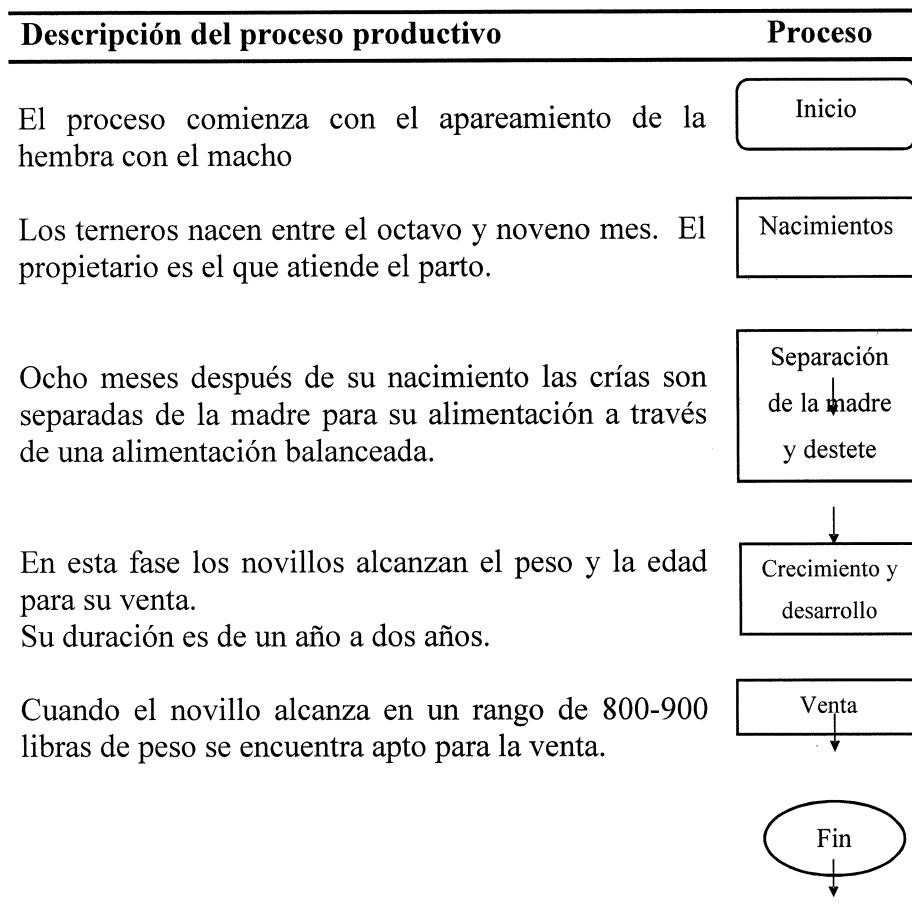 Descripción del proceso productivo Proceso
El proceso comienza con el apareamiento de la
hembra con el macho
Inicio
Los terneros nacen entre el octavo y noveno mes. El
propietario es el que atiende el parto.
Nacimientos
Ocho meses después de su nacimiento las crías son
separadas de la madre para su alimentación a través
de una alimentación balanceada.
Separación
de la madre
y destete
En esta fase los novillos alcanzan el peso y la edad
para su venta.
Su duración es de un año a dos años.
Crecimiento y
desarrollo
Cuando el novillo alcanza en un rango de 800-900
libras de peso se encuentra apto para la venta.
Venta
Fin